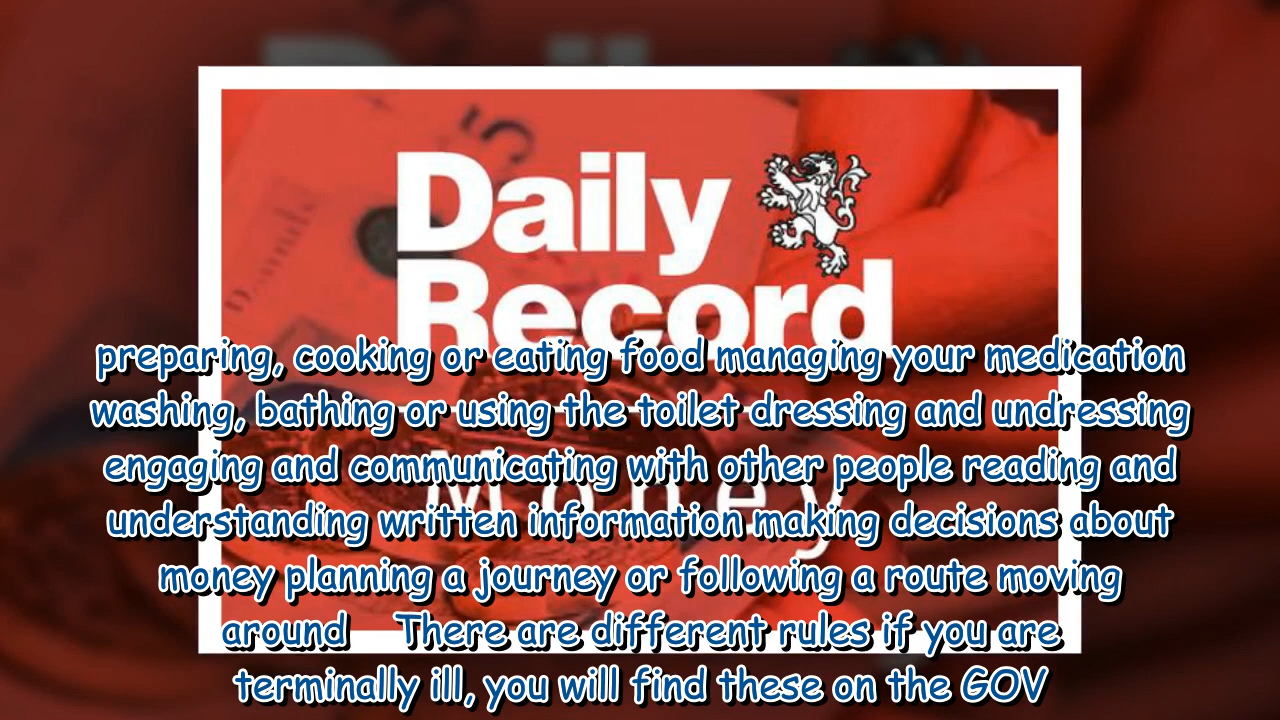 Daily
Record
Money
preparing, cooking or eating food managing your medication
washing, bathing or using the toilet dressing and undressing
engaging and communicating with other people reading and
understanding written information making decisions about
money planning a journey or following a route moving
around    There are different rules if you are
terminally ill, you will find these on the GOV